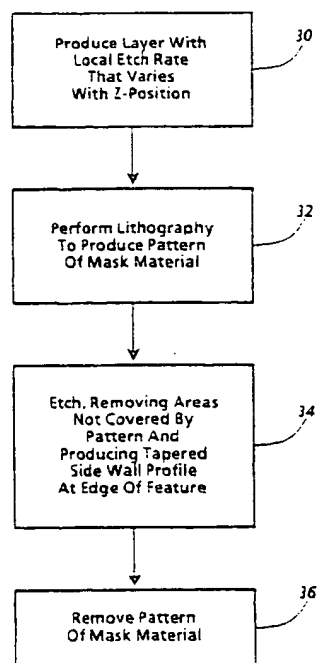 Produce Layer With
Local Etch Rate
That Varies
With Z-Position
30
Perform Lithography
To Produce Pattern
Of Mask Material
32
Etch, Removing Areas
Not Covered By
Pattern And
Producing Tapered
Side Wall Profile
At Edge Of Feature
34
Remove Pattern
Of Mask Material
36